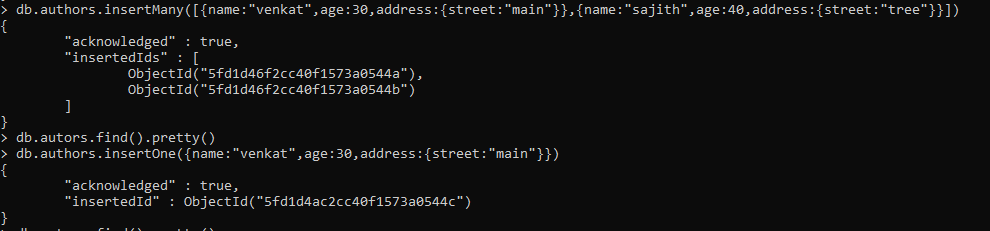 > db.authors.insertMany([{name:"venkat",age:30,address:{street:"main"}},{name:"sajith",age:40,address:{street:"tree"}}])
{
        "acknowledged" : true,
        "insertedIds" : [
                ObjectId("5fd1d46f2cc40f1573a0544a"),
                ObjectId("5fd1d46f2cc40f1573a0544b")
        ]
}
> db.autors.find().pretty()
> db.authors.insertOne({name:"venkat",age:30,address:{street:"main"}})
{
        "acknowledged" : true,
        "insertedId" : ObjectId("5fd1d4ac2cc40f1573a0544c")
}